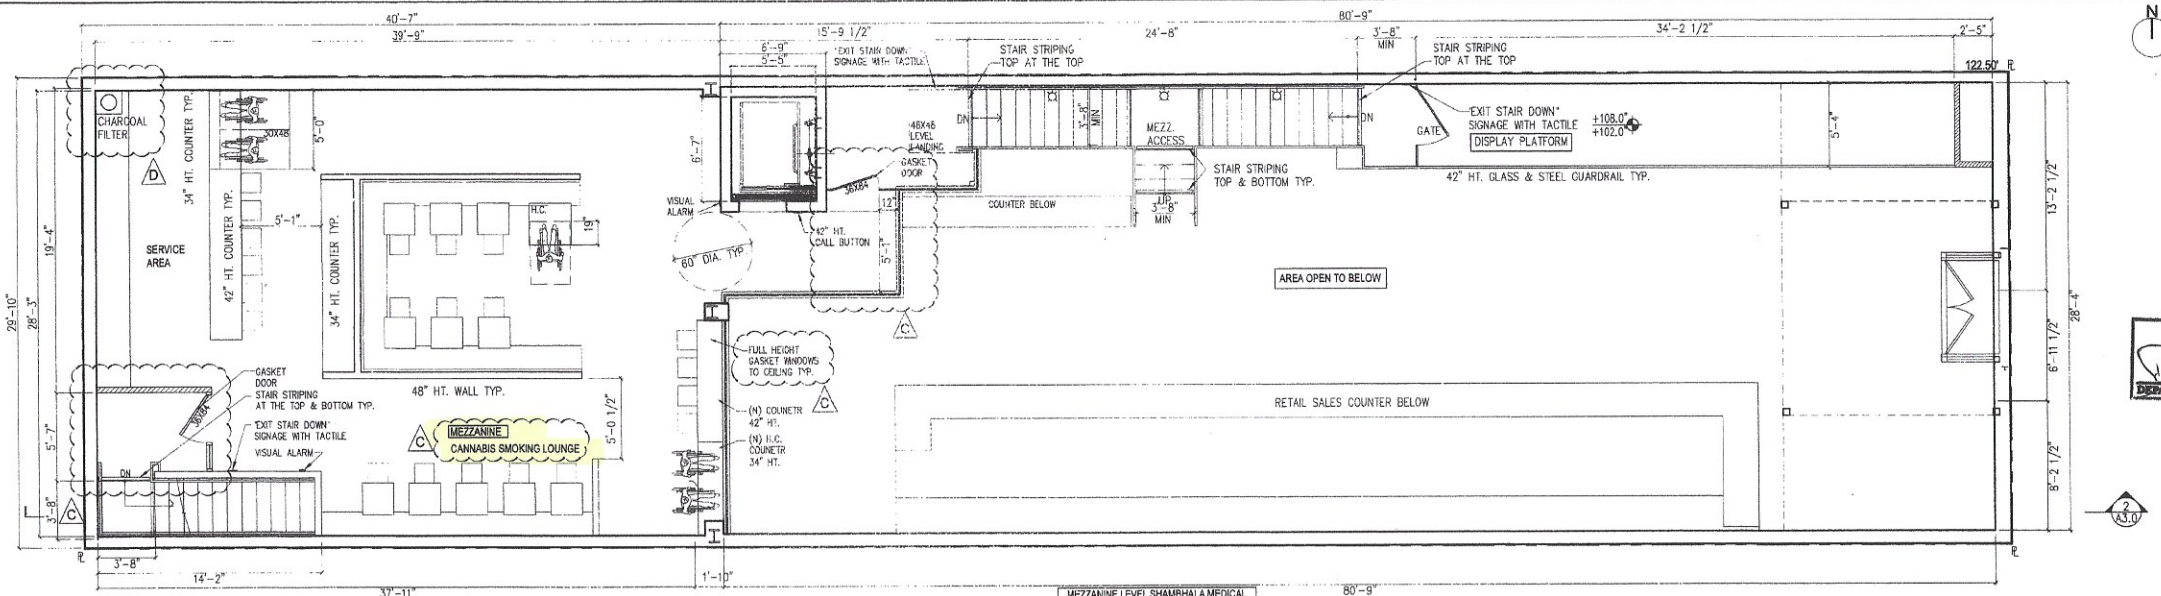 40'-7"
80'-9"
N
39'-9"
15'-9 1/2"
24'-8"
3'-8"
MIN
34'-2 1/2"
2'-5"
6'-9"
5'-5"
"EXIT STAIR DOWN"
SIGNAGE WITH TACTILE
STAIR STRIPING
TOP AT THE TOP
STAIR STRIPING
TOP AT THE TOP
122.50'
CHARCOAL
FILTER
D
34" HT. COUNTER TYP.
30X48
5'-0"
6'-7"
48X48
LEVEL
LANDING
GASKET
DOOR
36X84
DN
3'-8"
MIN
MEZZ.
ACCESS
DN
GATE
"EXIT STAIR DOWN"
SIGNAGE WITH TACTILE
DISPLAY PLATFORM
+108.0'
+102.0'
5'-4"
STAIR STRIPING
TOP & BOTTOM TYP.
42" HT. GLASS & STEEL GUARDRAIL TYP.
13'-2 1/2"
29'-10"
28'-3"
19'-4"
SERVICE
AREA
42" HT. COUNTER TYP.
5'-1"
34" HT. COUNTER TYP.
H.C.
19"
VISUAL
ALARM
12"
42" HT.
CALL BUTTON
60" DIA. TYP.
5'-1"
COUNTER BELOW
UP
3'-8"
MIN
AREA OPEN TO BELOW
28'-4"
6'-11 1/2"
C
FULL HEIGHT
GASKET WINDOWS
TO CEILING TYP.
C
GASKET
DOOR
STAIR STRIPING
AT THE TOP & BOTTOM TYP.
36X84
"EXIT STAIR DOWN"
SIGNAGE WITH TACTILE
VISUAL ALARM
48" HT. WALL TYP.
C
MEZZANINE
CANNABIS SMOKING LOUNGE
5'-0 1/2"
(N) COUNETR
42" HT.
(N) H.C.
COUNETR
34" HT.
RETAIL SALES COUNTER BELOW
8'-2 1/2"
5'-7"
DN
3'-8"
C
2
A3.0
3'-8"
14'-2"
1'-10"
37'-11"
MEZZANINE LEVEL SHAMBHALA MEDICAL
80'-9"